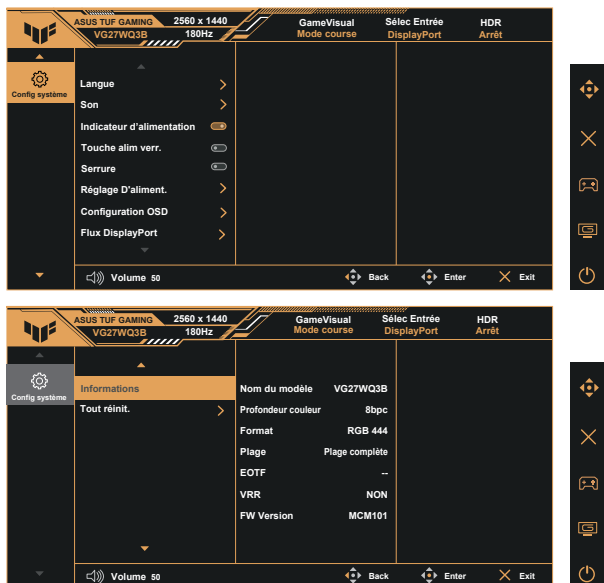 ASUS TUF GAMING 2560 x 1440 GameVisual Sélec Entrée HDR
VG27WQ3B 180Hz Mode course DisplayPort Arrêt
Config système
Langue
Son
Indicateur d'alimentation
Touche alim verr.
Serrure
Réglage D'aliment.
Configuration OSD
Flux DisplayPort
Volume 50 Back Enter Exit
ASUS TUF GAMING 2560 x 1440 GameVisual Sélec Entrée HDR
VG27WQ3B 180Hz Mode course DisplayPort Arrêt
Config système
Informations
Tout réinit.
Nom du modèle VG27WQ3B
Profondeur couleur 8bpc
Format RGB 444
Plage Plage complète
EOTF --
VRR NON
FW Version MCM101
Volume 50 Back Enter Exit